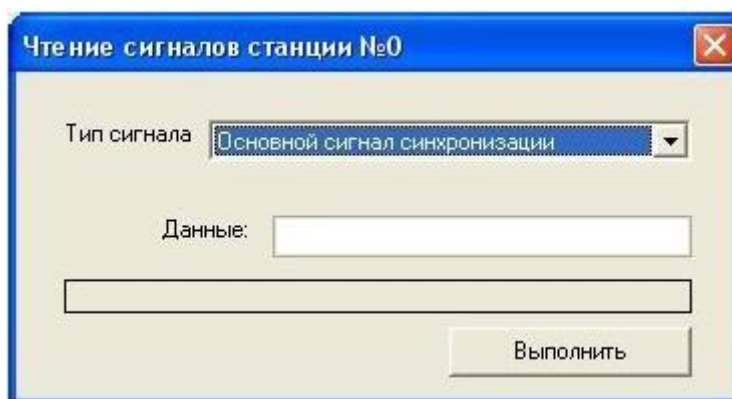 Чтение сигналов станции №0
Тип сигнала
Основной сигнал синхронизации
Данные:
Выполнить